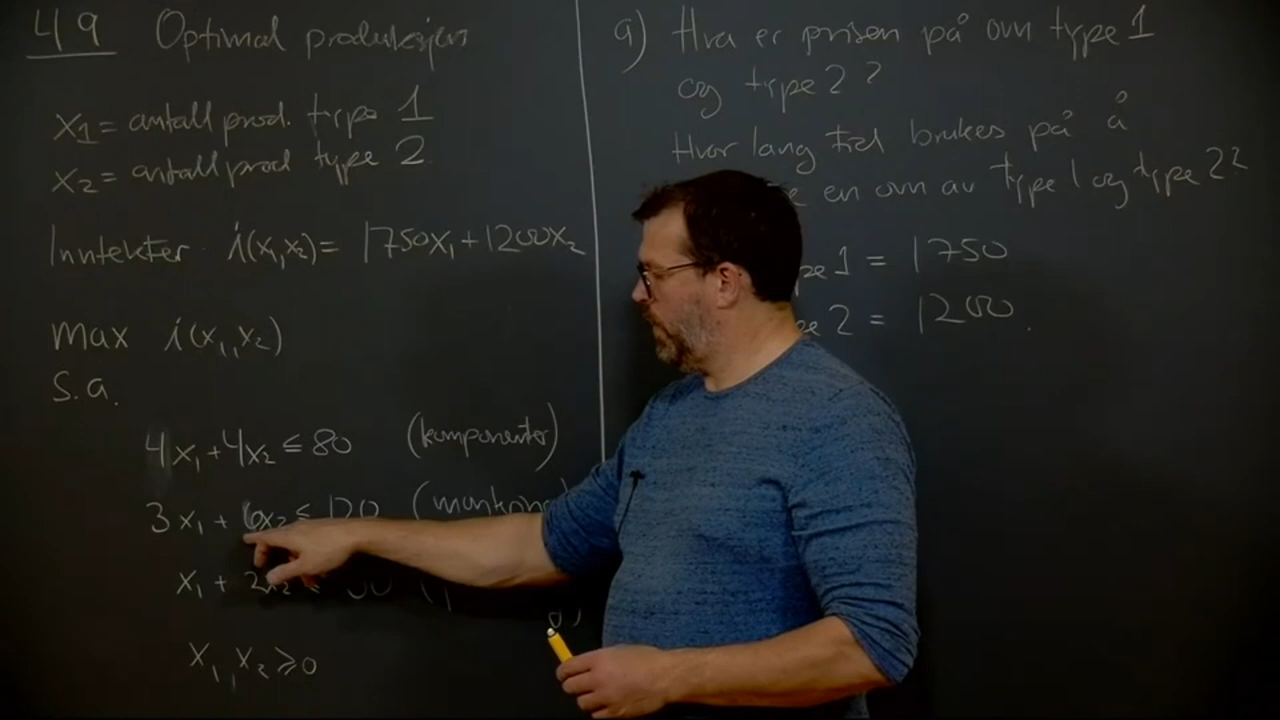 49 Optimal produksjon
x₁ = antall prod. type 1
x₂ = antall prod type 2
Inntekter i(x₁,x₂) = 1750x₁ + 1200x₂
max i(x₁,x₂)
s.a.
4x₁ + 4x₂ ≤ 80 (komponenter)
3x₁ + 6x₂ ≤ 120
x₁ + 2x₂
x₁, x₂ ≥ 0
a) Hva er prisen på ovn type 1
og type 2?
Hvor lang tid brukes på å
en ovn av type 1 og type 2?
1 = 1750
2 = 1200.